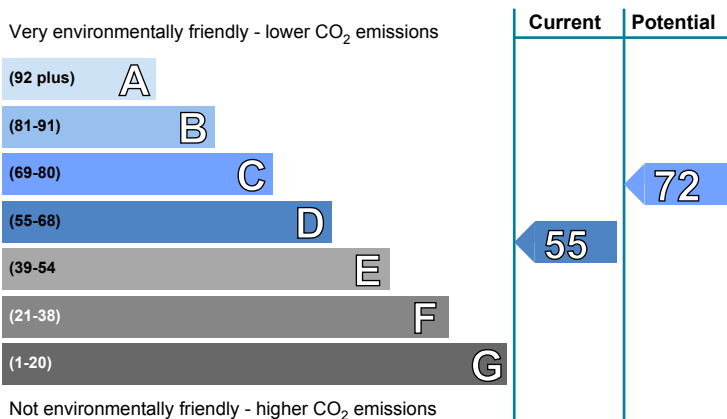 Very environmentally friendly - lower CO₂ emissions
Current
Potential
(92 plus) A
(81-91) B
(69-80) C
72
(55-68) D
55
(39-54 E
(21-38) F
(1-20) G
Not environmentally friendly - higher CO₂ emissions